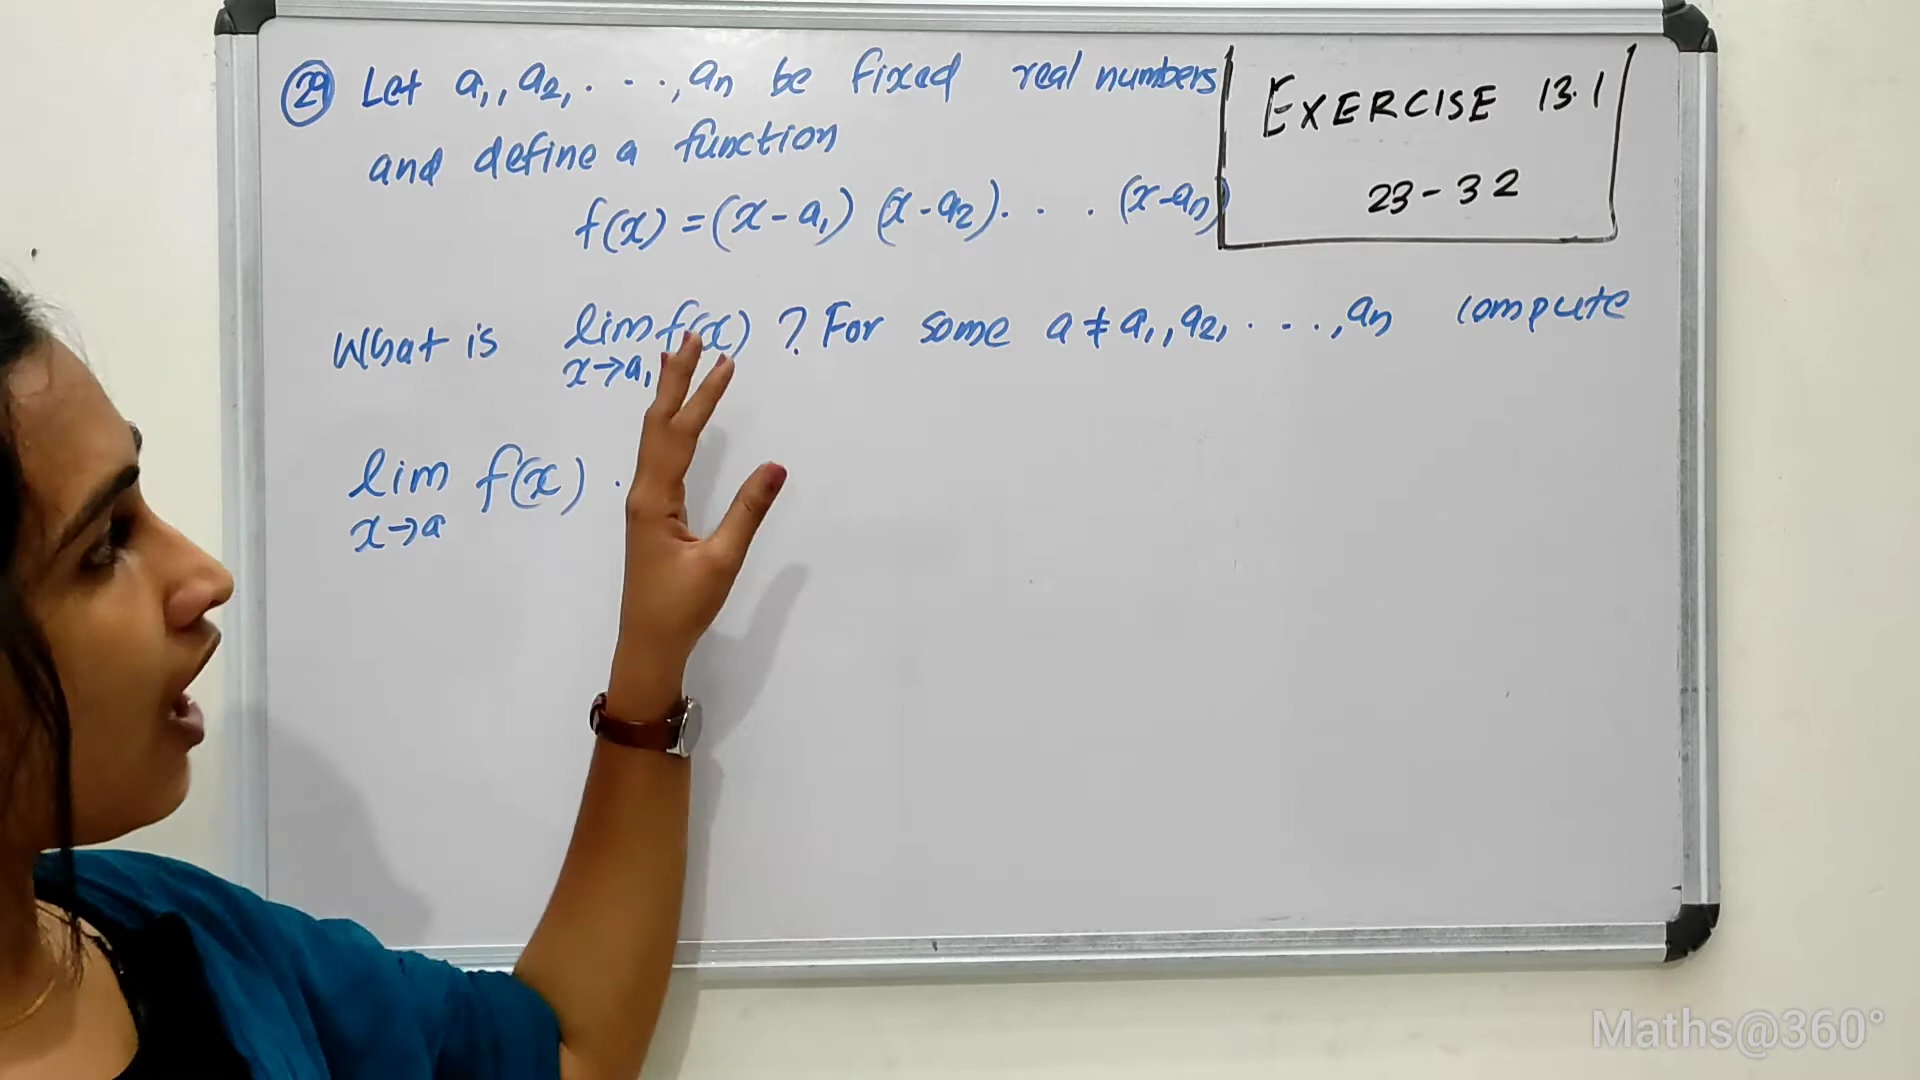 29 Let a₁, a₂, . . . ., aₙ be fixed real numbers
and define a function
f(x) = (x-a₁) (x-a₂). . . (x-aₙ)
EXERCISE 13.1
23-32
What is lim f(x) ? For some a ≠ a₁, a₂, . . . ., aₙ compute
x→a₁
lim f(x) .
x→a
Maths@360°